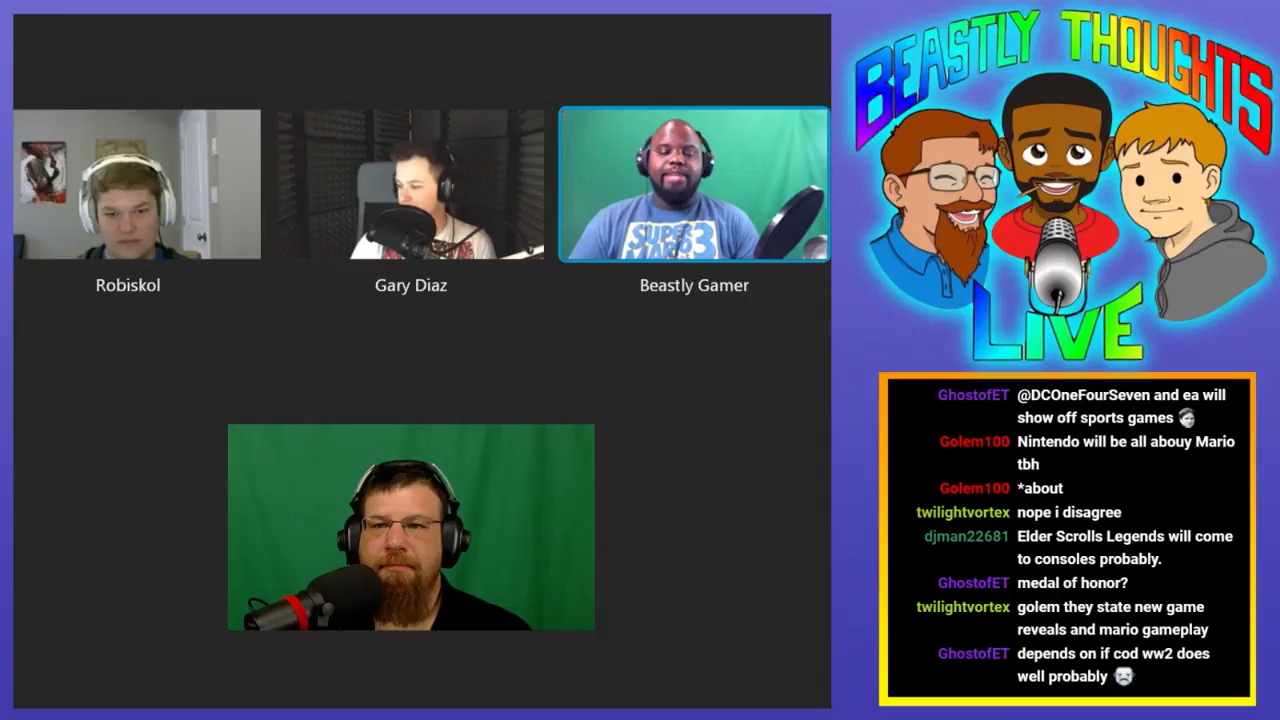 BEASTLY THOUGHTS
LIVE
SUPER
MARIO 3
Robiskol
Gary Diaz
Beastly Gamer
GhostofET @DCOneFourSeven and ea will
show off sports games
Golem100 Nintendo will be all abouy Mario
tbh
Golem100 *about
twilightvortex nope i disagree
djman22681 Elder Scrolls Legends will come
to consoles probably.
GhostofET medal of honor?
twilightvortex golem they state new game
reveals and mario gameplay
GhostofET depends on if cod ww2 does
well probably